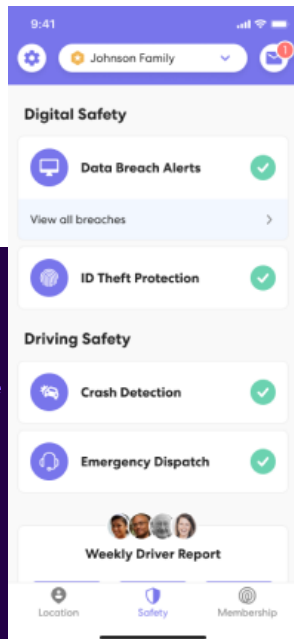 9:41
Johnson Family
1
Digital Safety
Data Breach Alerts
View all breaches
ID Theft Protection
Driving Safety
Crash Detection
Emergency Dispatch
Weekly Driver Report
Location
Safety
Membership